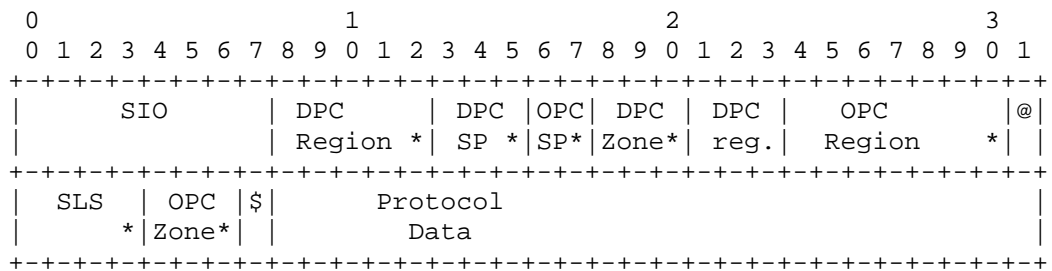 0                   1                   2                   3
 0 1 2 3 4 5 6 7 8 9 0 1 2 3 4 5 6 7 8 9 0 1 2 3 4 5 6 7 8 9 0 1
+-+-+-+-+-+-+-+-+-+-+-+-+-+-+-+-+-+-+-+-+-+-+-+-+-+-+-+-+-+-+-+-+
|      SIO      | DPC     | DPC |OPC| DPC | DPC |   OPC       |@|
|               | Region *| SP *|SP*|Zone*| reg.|  Region    *| |
+-+-+-+-+-+-+-+-+-+-+-+-+-+-+-+-+-+-+-+-+-+-+-+-+-+-+-+-+-+-+-+-+
|  SLS  | OPC |$|      Protocol                                 |
|      *|Zone*| |        Data                                   |
+-+-+-+-+-+-+-+-+-+-+-+-+-+-+-+-+-+-+-+-+-+-+-+-+-+-+-+-+-+-+-+-+